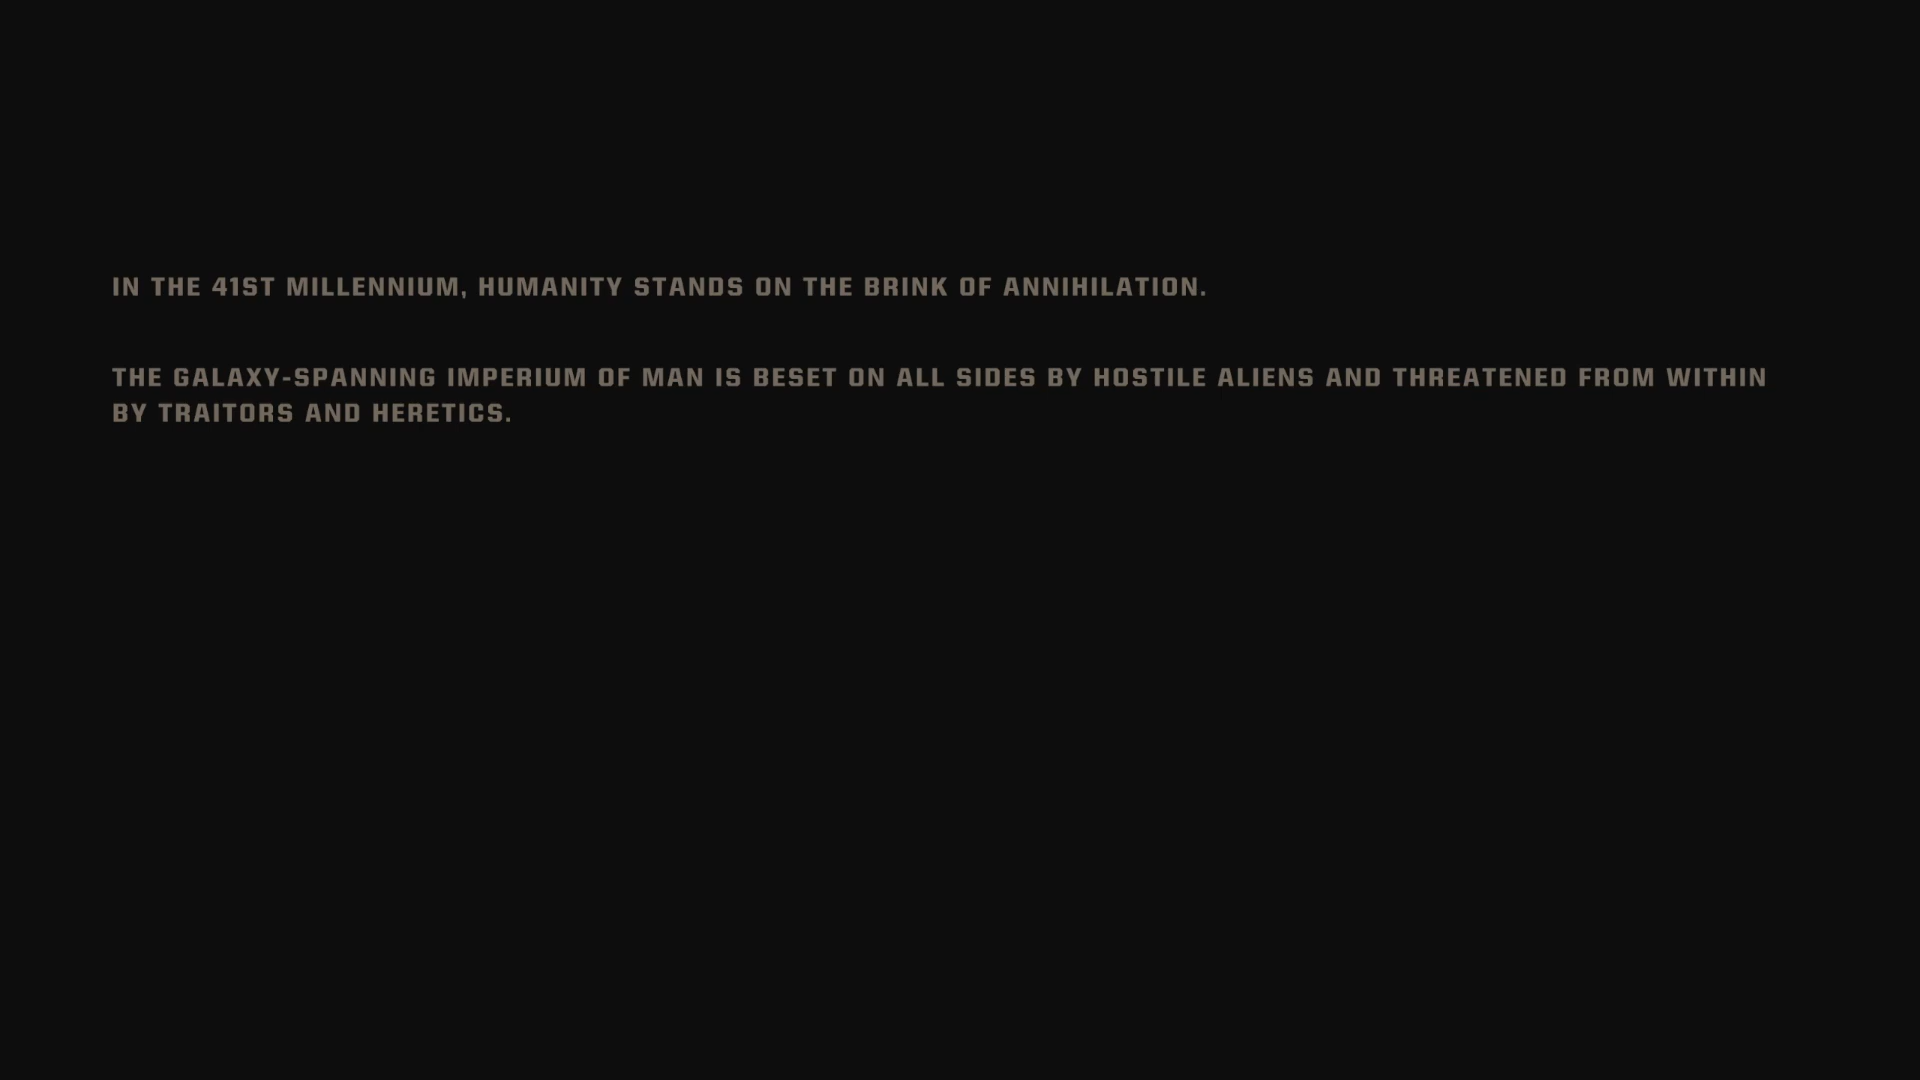 IN THE 41ST MILLENNIUM, HUMANITY STANDS ON THE BRINK OF ANNIHILATION.
THE GALAXY-SPANNING IMPERIUM OF MAN IS BESET ON ALL SIDES BY HOSTILE ALIENS AND THREATENED FROM WITHIN
BY TRAITORS AND HERETICS.